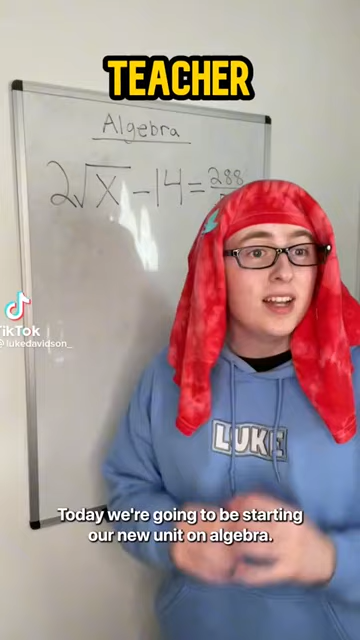 TEACHER
Algebra
2√X -14= 288
TikTok
@lukedavidson_
LUKE
Today we're going to be starting
our new unit on algebra.